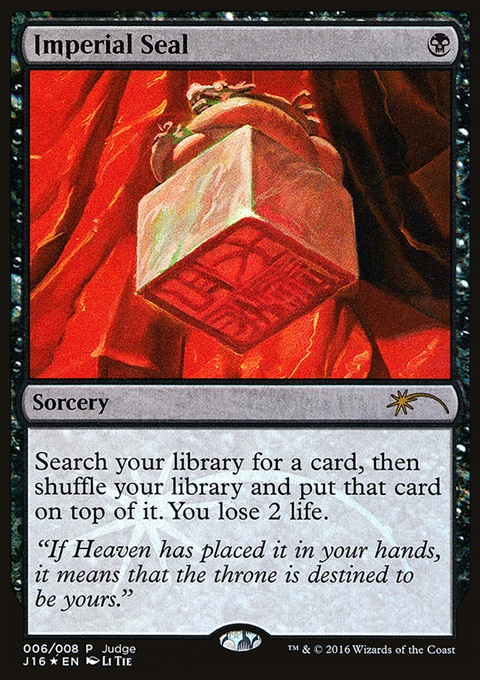 Imperial Seal
Sorcery
Search your library for a card, then
shuffle your library and put that card
on top of it. You lose 2 life.
“If Heaven has placed it in your hands,
it means that the throne is destined to
be yours.”
006/008 P Judge
J16★EN Li Tie
™ & © 2016 Wizards of the Coast